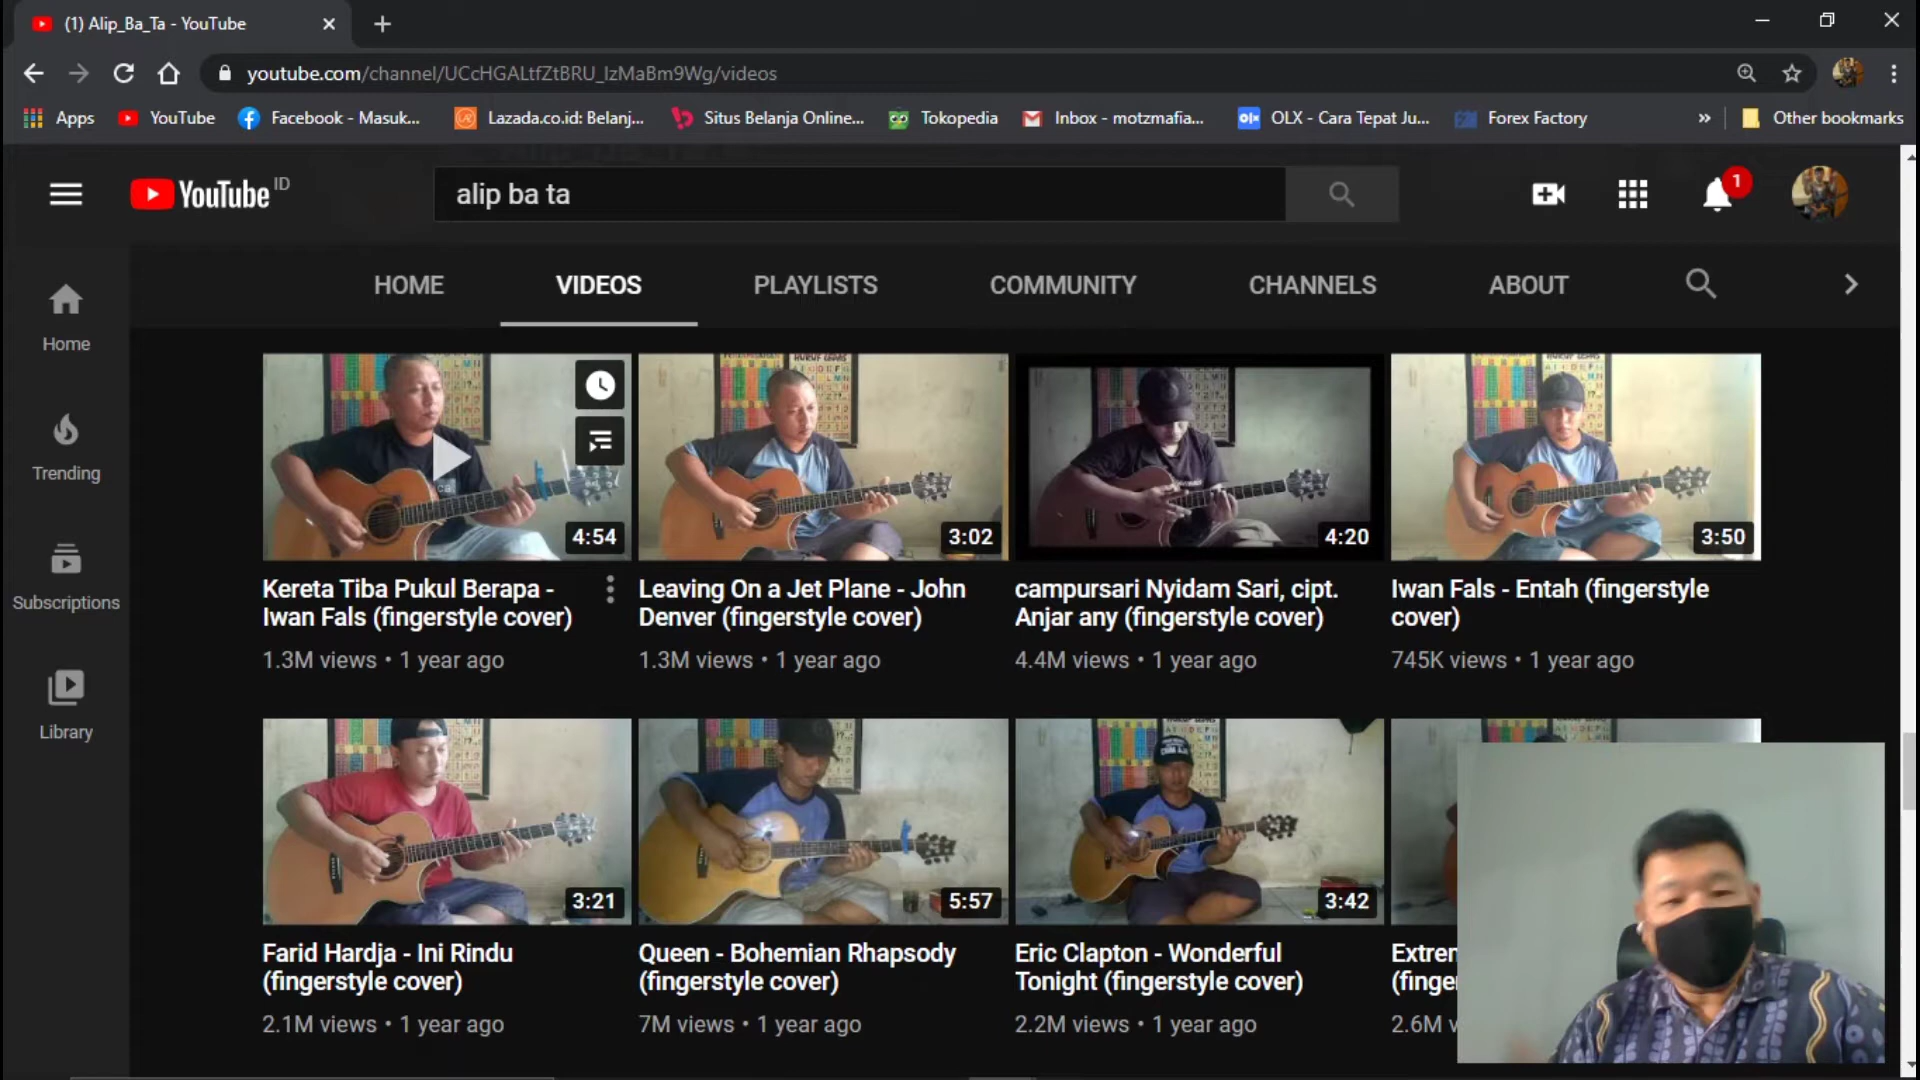 (1) Alip_Ba_Ta - YouTube
youtube.com/channel/UCcHGALtfZtBRU_IzMaBm9Wg/videos
Apps YouTube Facebook - Masuk... Lazada.co.id: Belanj... Situs Belanja Online... Tokopedia Inbox - motzmafia... OLX - Cara Tepat Ju... Forex Factory » Other bookmarks
YouTube ID
alip ba ta
1
HOME VIDEOS PLAYLISTS COMMUNITY CHANNELS ABOUT
Home
Trending
Subscriptions
Library
4:54
Kereta Tiba Pukul Berapa -
Iwan Fals (fingerstyle cover)
1.3M views • 1 year ago
3:02
Leaving On a Jet Plane - John
Denver (fingerstyle cover)
1.3M views • 1 year ago
4:20
campursari Nyidam Sari, cipt.
Anjar any (fingerstyle cover)
4.4M views • 1 year ago
3:50
Iwan Fals - Entah (fingerstyle
cover)
745K views • 1 year ago
3:21
Farid Hardja - Ini Rindu
(fingerstyle cover)
2.1M views • 1 year ago
5:57
Queen - Bohemian Rhapsody
(fingerstyle cover)
7M views • 1 year ago
3:42
Eric Clapton - Wonderful
Tonight (fingerstyle cover)
2.2M views • 1 year ago
Extrem
(finge
2.6M v